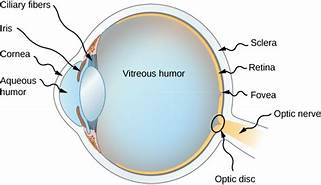 Ciliary fibers
Iris
Cornea
Aqueous
humor
Vitreous humor
Sclera
Retina
Fovea
Optic nerve
Optic disc